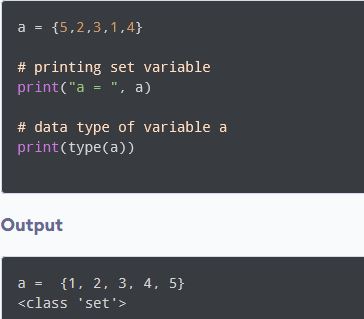 a = {5,2,3,1,4}
# printing set variable
print("a = ", a)
# data type of variable a
print(type(a))
Output
a =  {1, 2, 3, 4, 5}
<class 'set'>